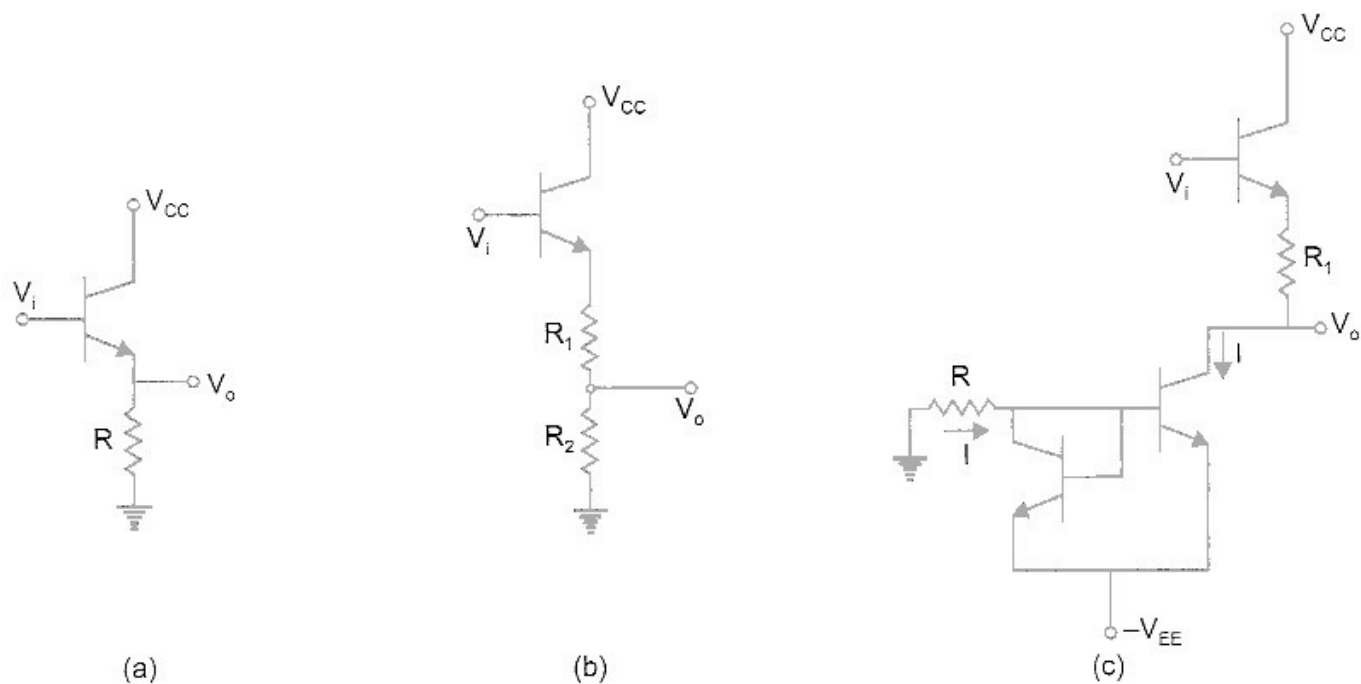 V_CC
V_i
V_o
R
(a)
V_CC
V_i
R_1
V_o
R_2
(b)
V_CC
V_i
R_1
V_o
I
R
I
–V_EE
(c)